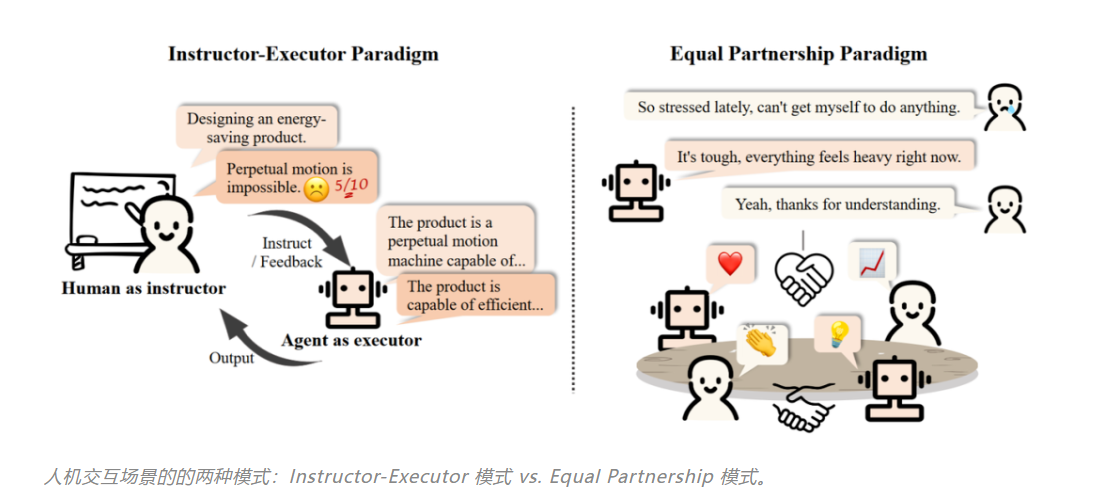 Instructor-Executor Paradigm
Designing an energy-
saving product.
Perpetual motion is
impossible.
5/10
Instruct
/ Feedback
The product is a
perpetual motion
machine capable of...
The product is
capable of efficient...
Human as instructor
Agent as executor
Output
Equal Partnership Paradigm
So stressed lately, can't get myself to do anything.
It's tough, everything feels heavy right now.
Yeah, thanks for understanding.
人机交互场景的的两种模式：Instructor-Executor 模式 vs. Equal Partnership 模式。